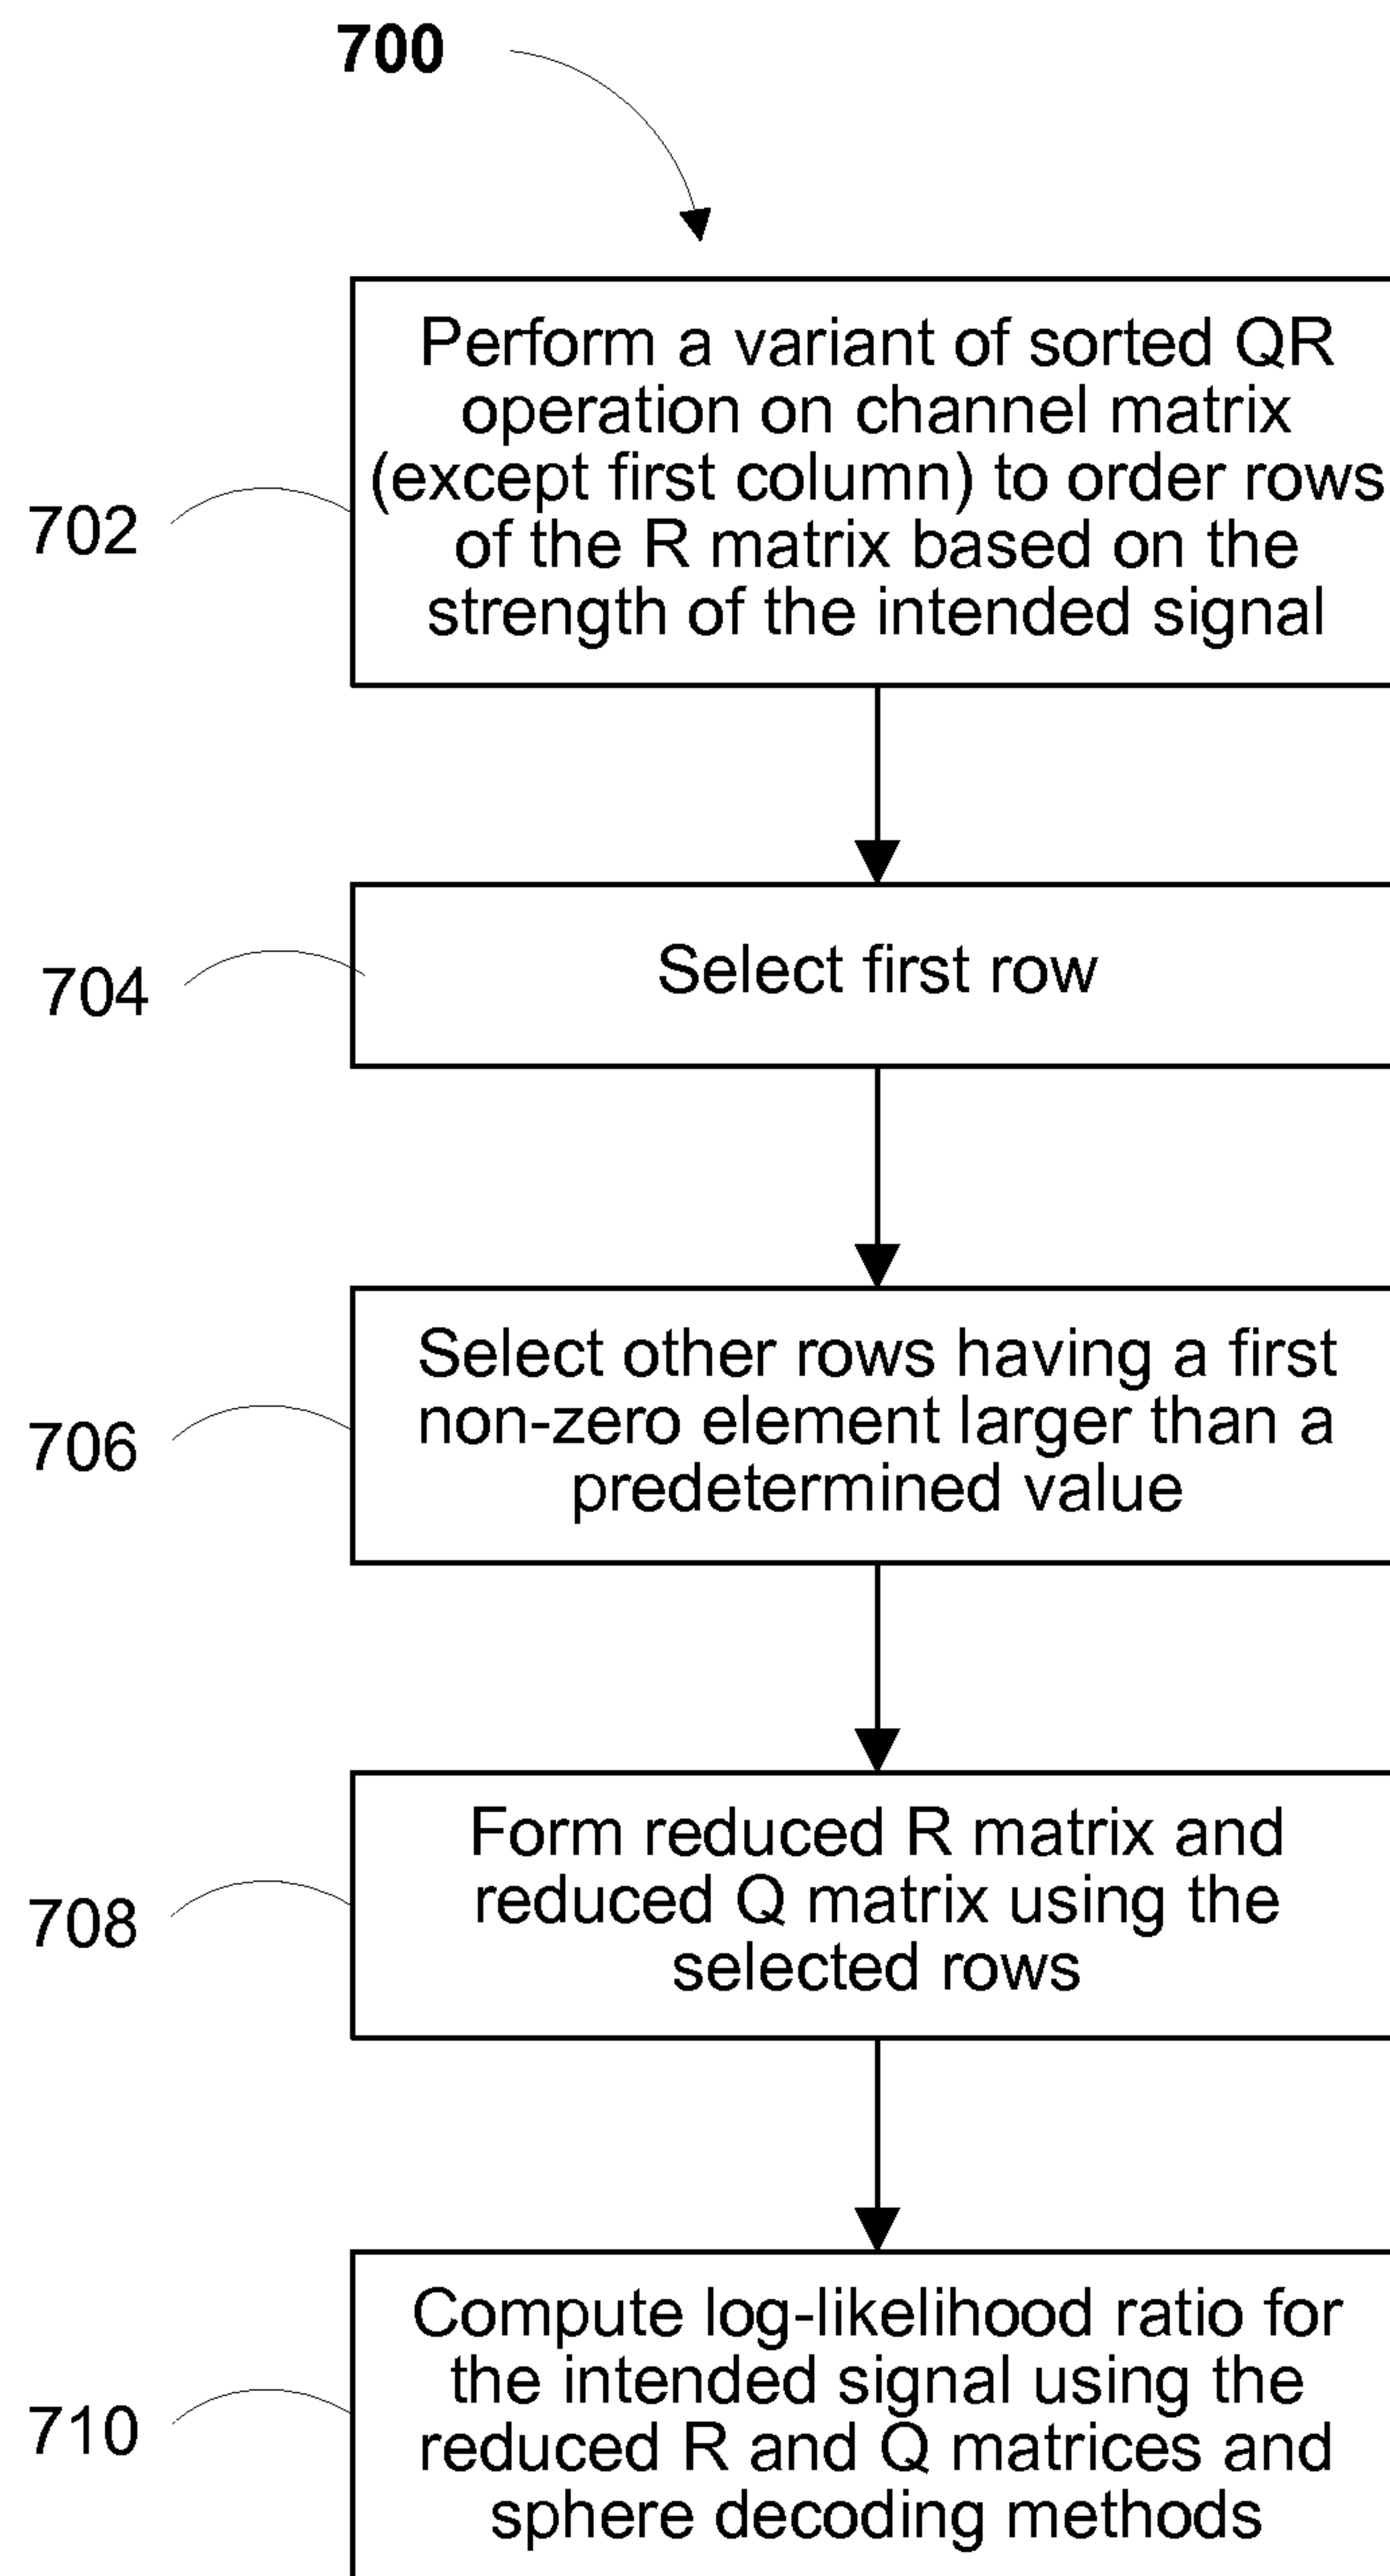 700
Perform a variant of sorted QR
operation on channel matrix
(except first column) to order rows
of the R matrix based on the
strength of the intended signal
702
Select first row
704
Select other rows having a first
non-zero element larger than a
predetermined value
706
Form reduced R matrix and
reduced Q matrix using the
selected rows
708
Compute log-likelihood ratio for
the intended signal using the
reduced R and Q matrices and
sphere decoding methods
710